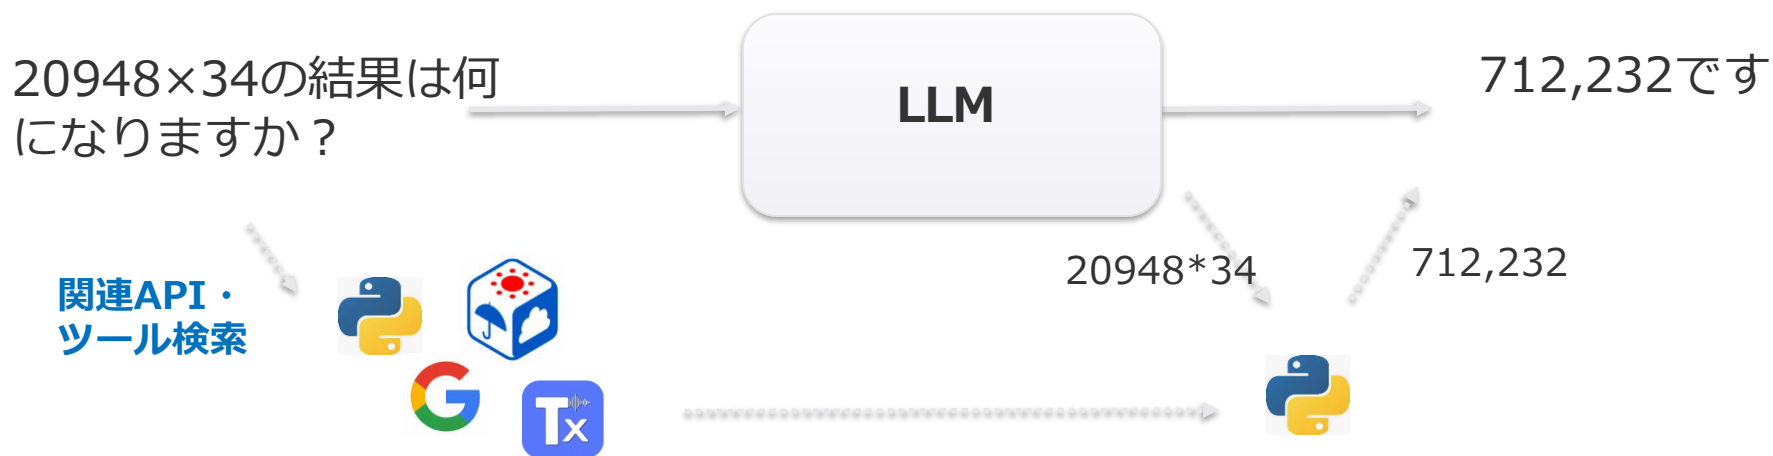 20948×34の結果は何
になりますか？
LLM
712,232です
関連API・
ツール検索
20948*34
712,232
Tx